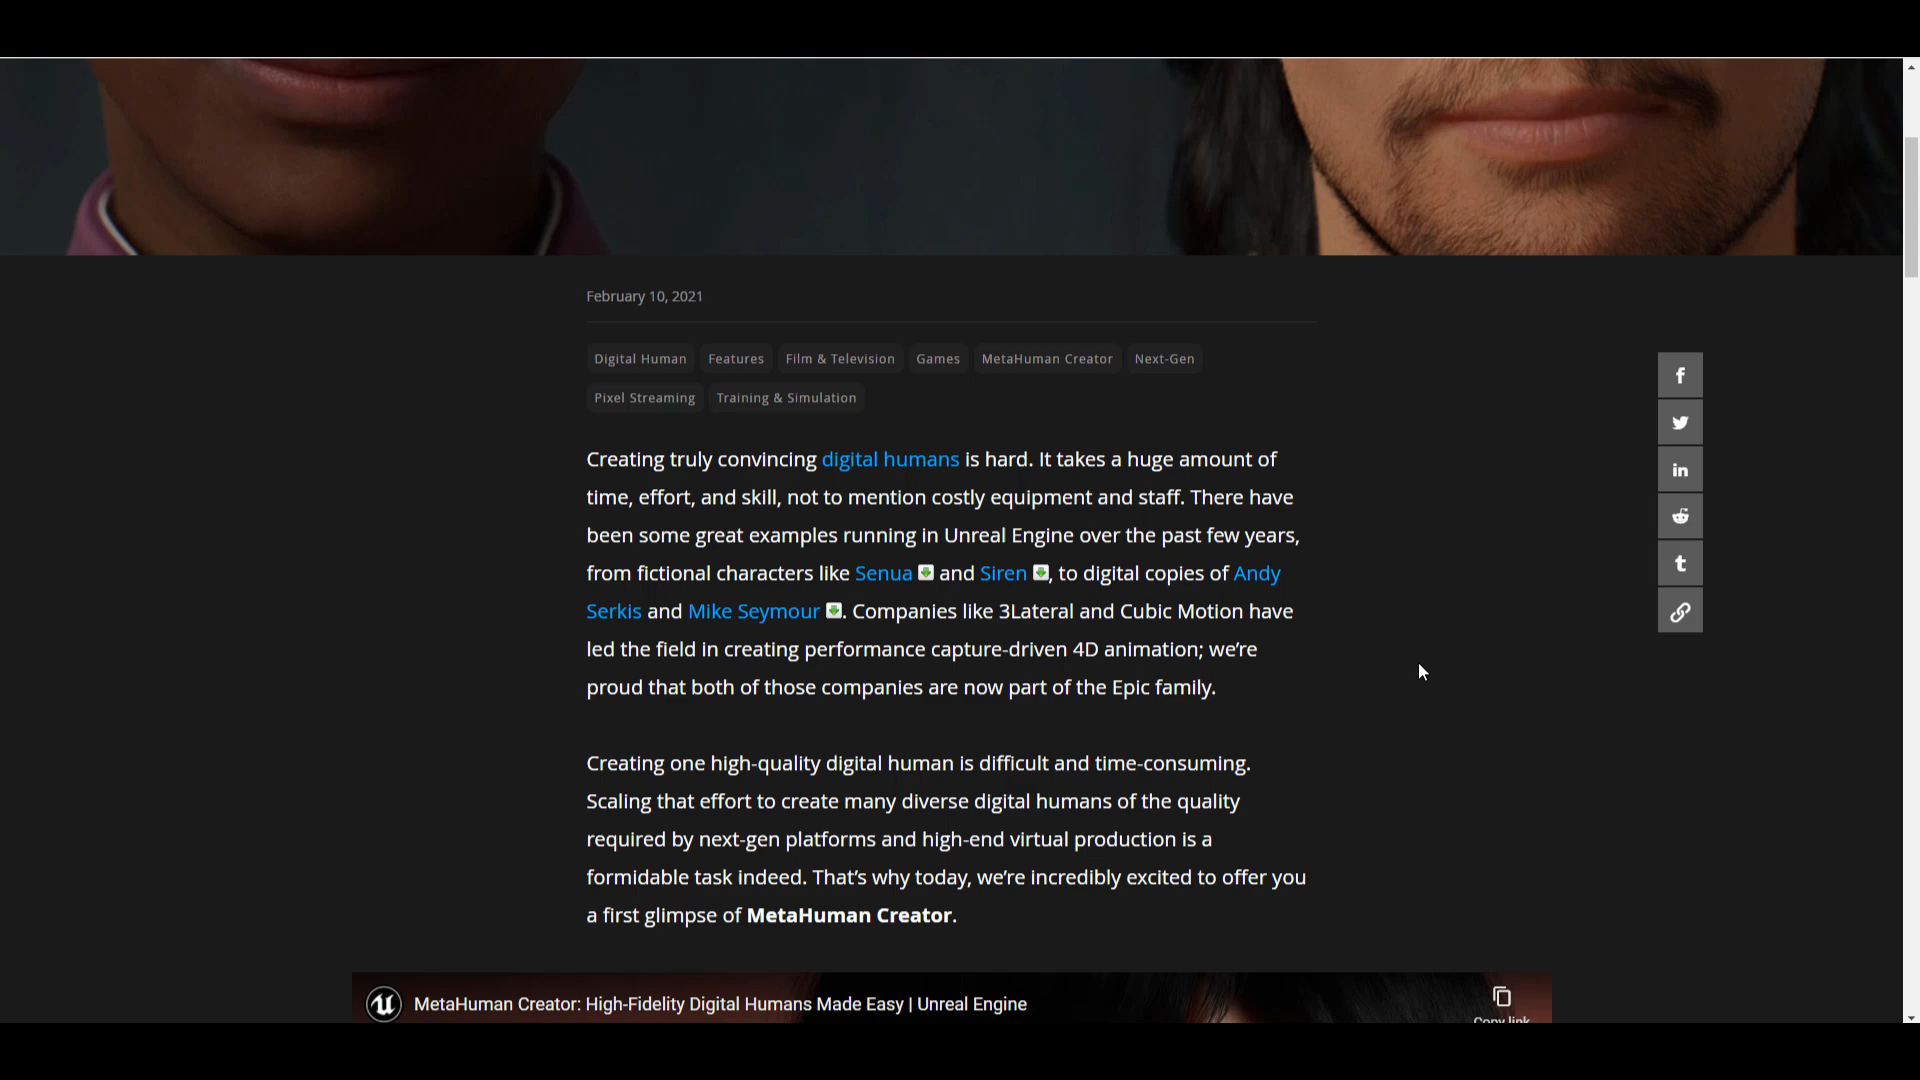 February 10, 2021
Digital Human Features Film & Television Games MetaHuman Creator Next-Gen
Pixel Streaming Training & Simulation
Creating truly convincing digital humans is hard. It takes a huge amount of
time, effort, and skill, not to mention costly equipment and staff. There have
been some great examples running in Unreal Engine over the past few years,
from fictional characters like Senua and Siren, to digital copies of Andy
Serkis and Mike Seymour. Companies like 3Lateral and Cubic Motion have
led the field in creating performance capture-driven 4D animation; we’re
proud that both of those companies are now part of the Epic family.
Creating one high-quality digital human is difficult and time-consuming.
Scaling that effort to create many diverse digital humans of the quality
required by next-gen platforms and high-end virtual production is a
formidable task indeed. That’s why today, we’re incredibly excited to offer you
a first glimpse of MetaHuman Creator.
MetaHuman Creator: High-Fidelity Digital Humans Made Easy | Unreal Engine
Copy link